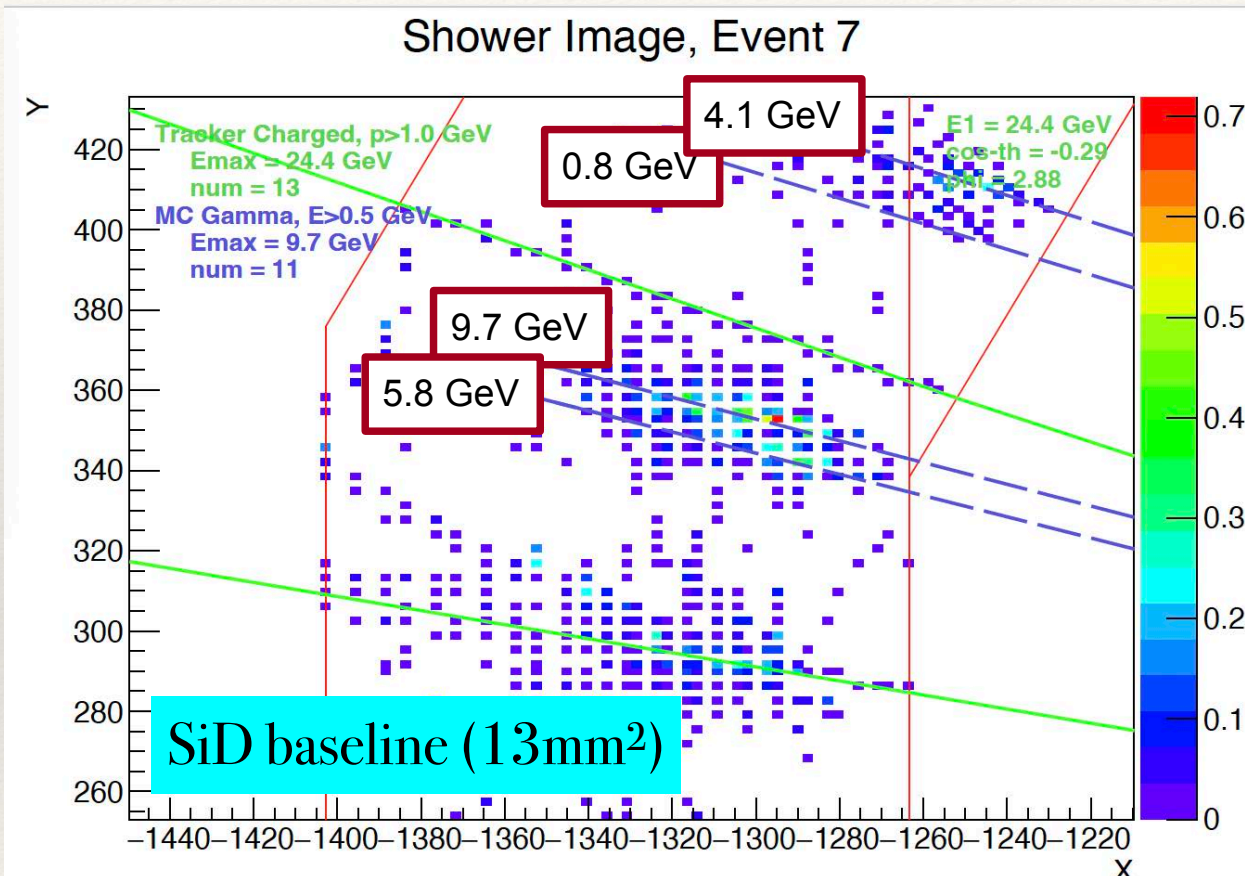 Shower Image, Event 7
Y
Tracker Charged, p>1.0 GeV
Emax = 24.4 GeV
num = 13
MC Gamma, E>0.5 GeV
Emax = 9.7 GeV
num = 11
4.1 GeV
0.8 GeV
E1 = 24.4 GeV
cos-th = -0.29
phi = 2.88
9.7 GeV
5.8 GeV
SiD baseline (13mm²)
420
400
380
360
340
320
300
280
260
−1440 −1420 −1400 −1380 −1360 −1340 −1320 −1300 −1280 −1260 −1240 −1220
X
0.7
0.6
0.5
0.4
0.3
0.2
0.1
0